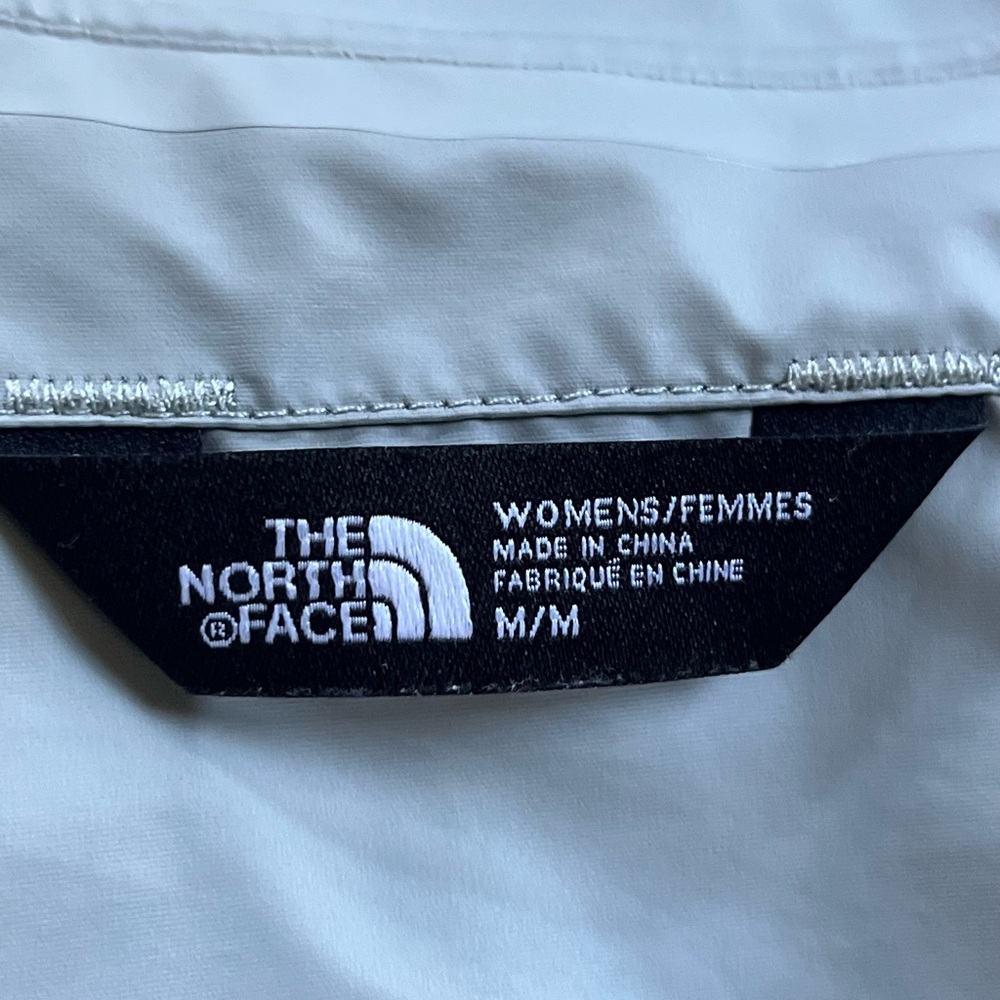 THE
NORTH
® FACE
WOMENS/FEMMES
MADE IN CHINA
FABRIQUÉ EN CHINE
M/M